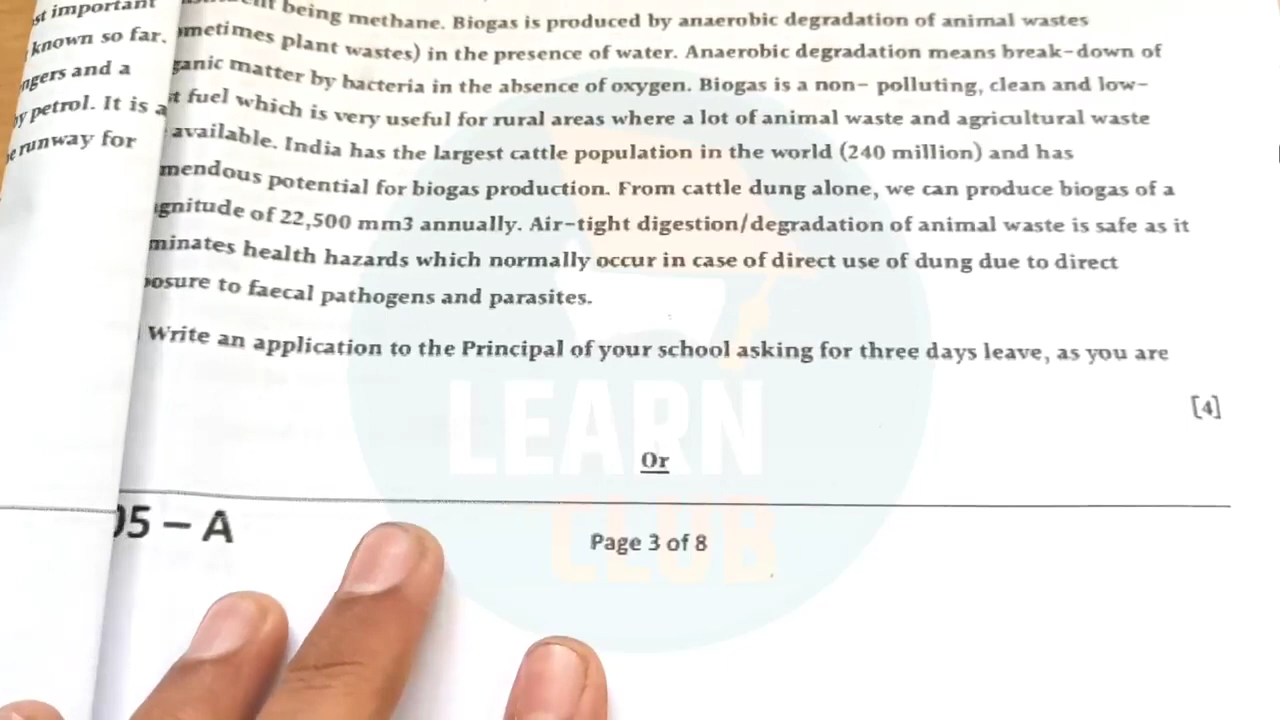 st important
known so far.
ngers and a
y petrol. It is a
e runway for
being methane. Biogas is produced by anaerobic degradation of animal wastes
ometimes plant wastes) in the presence of water. Anaerobic degradation means break-down of
ganic matter by bacteria in the absence of oxygen. Biogas is a non- polluting, clean and low-
t fuel which is very useful for rural areas where a lot of animal waste and agricultural waste
available. India has the largest cattle population in the world (240 million) and has
mendous potential for biogas production. From cattle dung alone, we can produce biogas of a
gnitude of 22,500 mm3 annually. Air-tight digestion/degradation of animal waste is safe as it
minates health hazards which normally occur in case of direct use of dung due to direct
posure to faecal pathogens and parasites.
Write an application to the Principal of your school asking for three days leave, as you are
[4]
Or
05 – A
Page 3 of 8
LEARN
CLUB